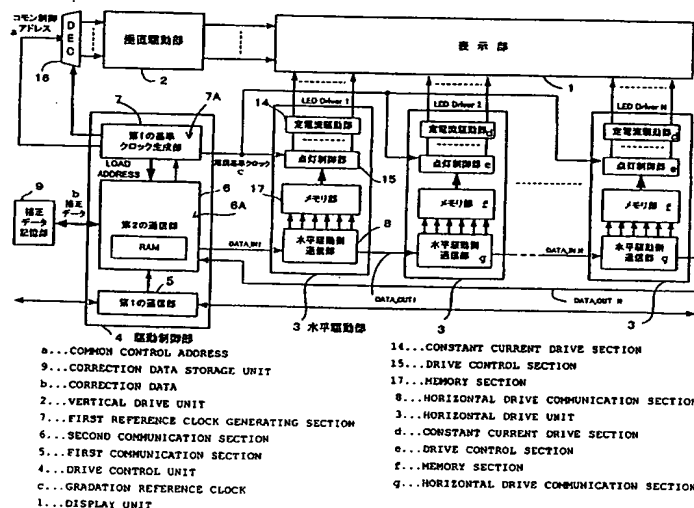 コモン制御
アドレス
a
DEC
16
垂直駆動部
2
表示部
1
7
7A
第1の基準
クロック生成部
LOAD
ADDRESS
9
b
補正
データ
補正
データ
記憶部
6
6A
第2の通信部
RAM
5
第1の通信部
4 駆動制御部
階調基準クロック
C
LED Driver 1
14
定電流駆動部
点灯制御部
15
17
メモリ部
8
DATA_IN1
水平駆動側
通信部
3 水平駆動部
DATA_OUT1
LED Driver 2
定電流駆動部 d
点灯制御部 e
メモリ部 f
水平駆動側
通信部 g
3
DATA_IN N
DATA_OUT N
LED Driver N
定電流駆動部 d
点灯制御部 e
メモリ部 f
水平駆動側
通信部 g
3
a...COMMON CONTROL ADDRESS
9...CORRECTION DATA STORAGE UNIT
b...CORRECTION DATA
2...VERTICAL DRIVE UNIT
7...FIRST REFERENCE CLOCK GENERATING SECTION
6...SECOND COMMUNICATION SECTION
5...FIRST COMMUNICATION SECTION
4...DRIVE CONTROL UNIT
c...GRADATION REFERENCE CLOCK
1...DISPLAY UNIT
14...CONSTANT CURRENT DRIVE SECTION
15...DRIVE CONTROL SECTION
17...MEMORY SECTION
8...HORIZONTAL DRIVE COMMUNICATION SECTION
3...HORIZONTAL DRIVE UNIT
d...CONSTANT CURRENT DRIVE SECTION
e...DRIVE CONTROL SECTION
f...MEMORY SECTION
g...HORIZONTAL DRIVE COMMUNICATION SECTION